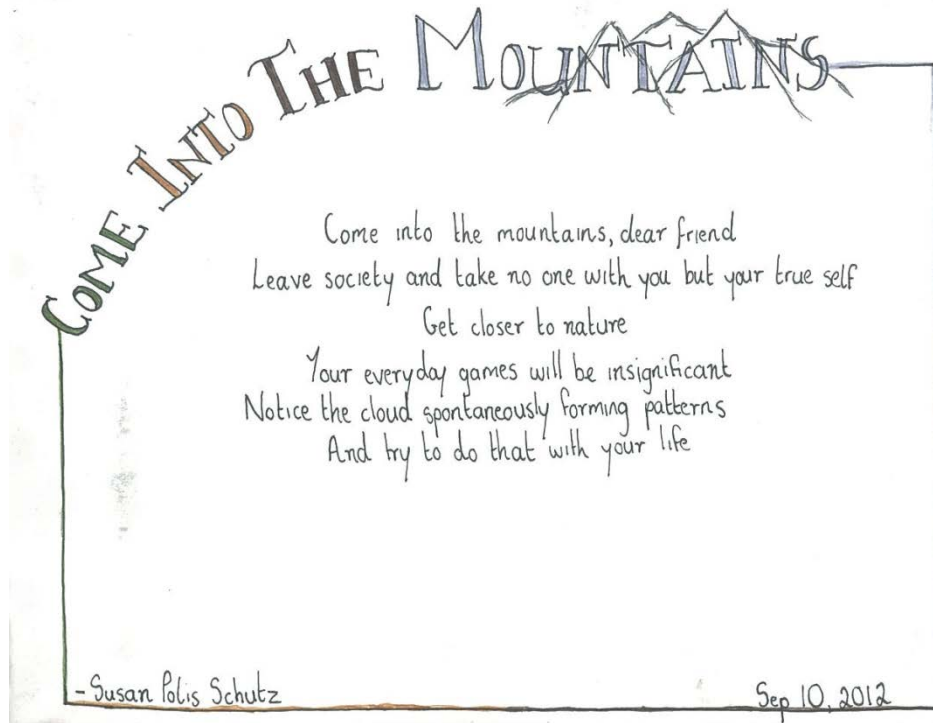 COME INTO THE MOUNTAINS
Come into the mountains, dear friend
Leave society and take no one with you but your true self
Get closer to nature
Your everyday games will be insignificant
Notice the cloud spontaneously forming patterns
And try to do that with your life
- Susan Polis Schutz
Sep 10, 2012